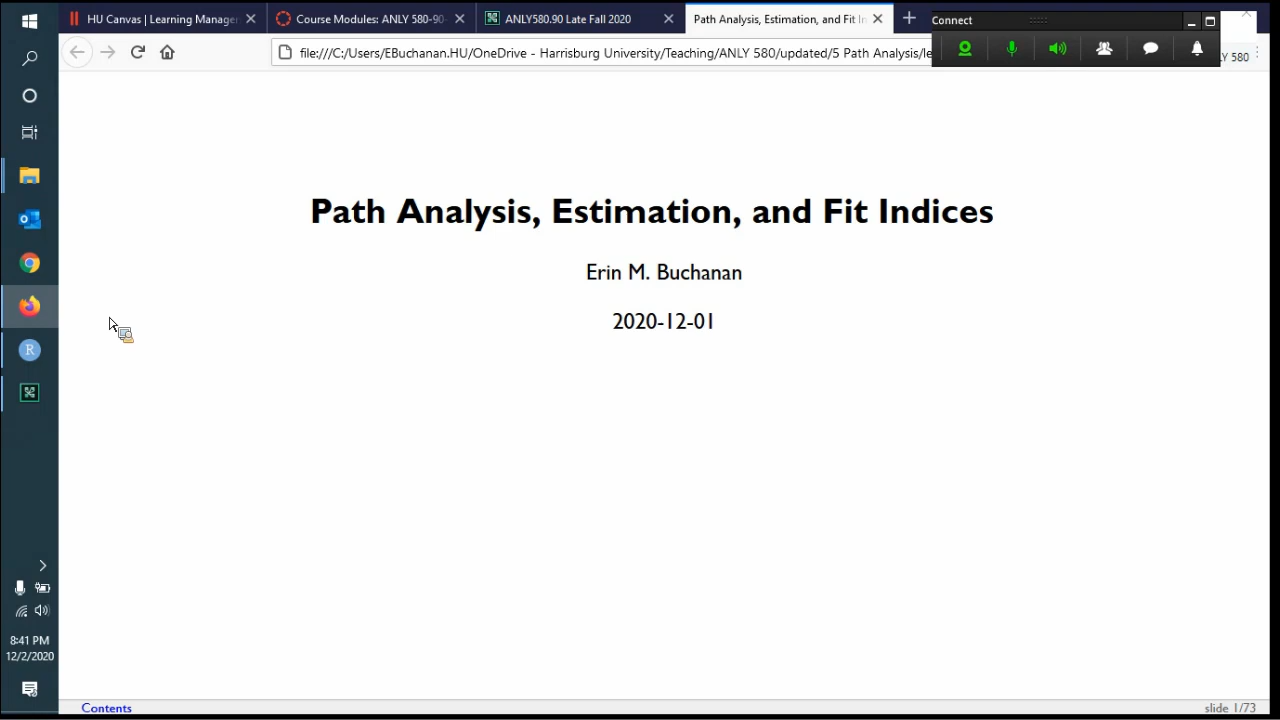 HU Canvas | Learning Manage
Course Modules: ANLY 580-90-
ANLY580.90 Late Fall 2020
Path Analysis, Estimation, and Fit In
Connect
file:///C:/Users/EBuchanan.HU/OneDrive - Harrisburg University/Teaching/ANLY 580/updated/5 Path Analysis/le
LY 580
Path Analysis, Estimation, and Fit Indices
Erin M. Buchanan
2020-12-01
R
8:41 PM
12/2/2020
Contents
slide 1/73